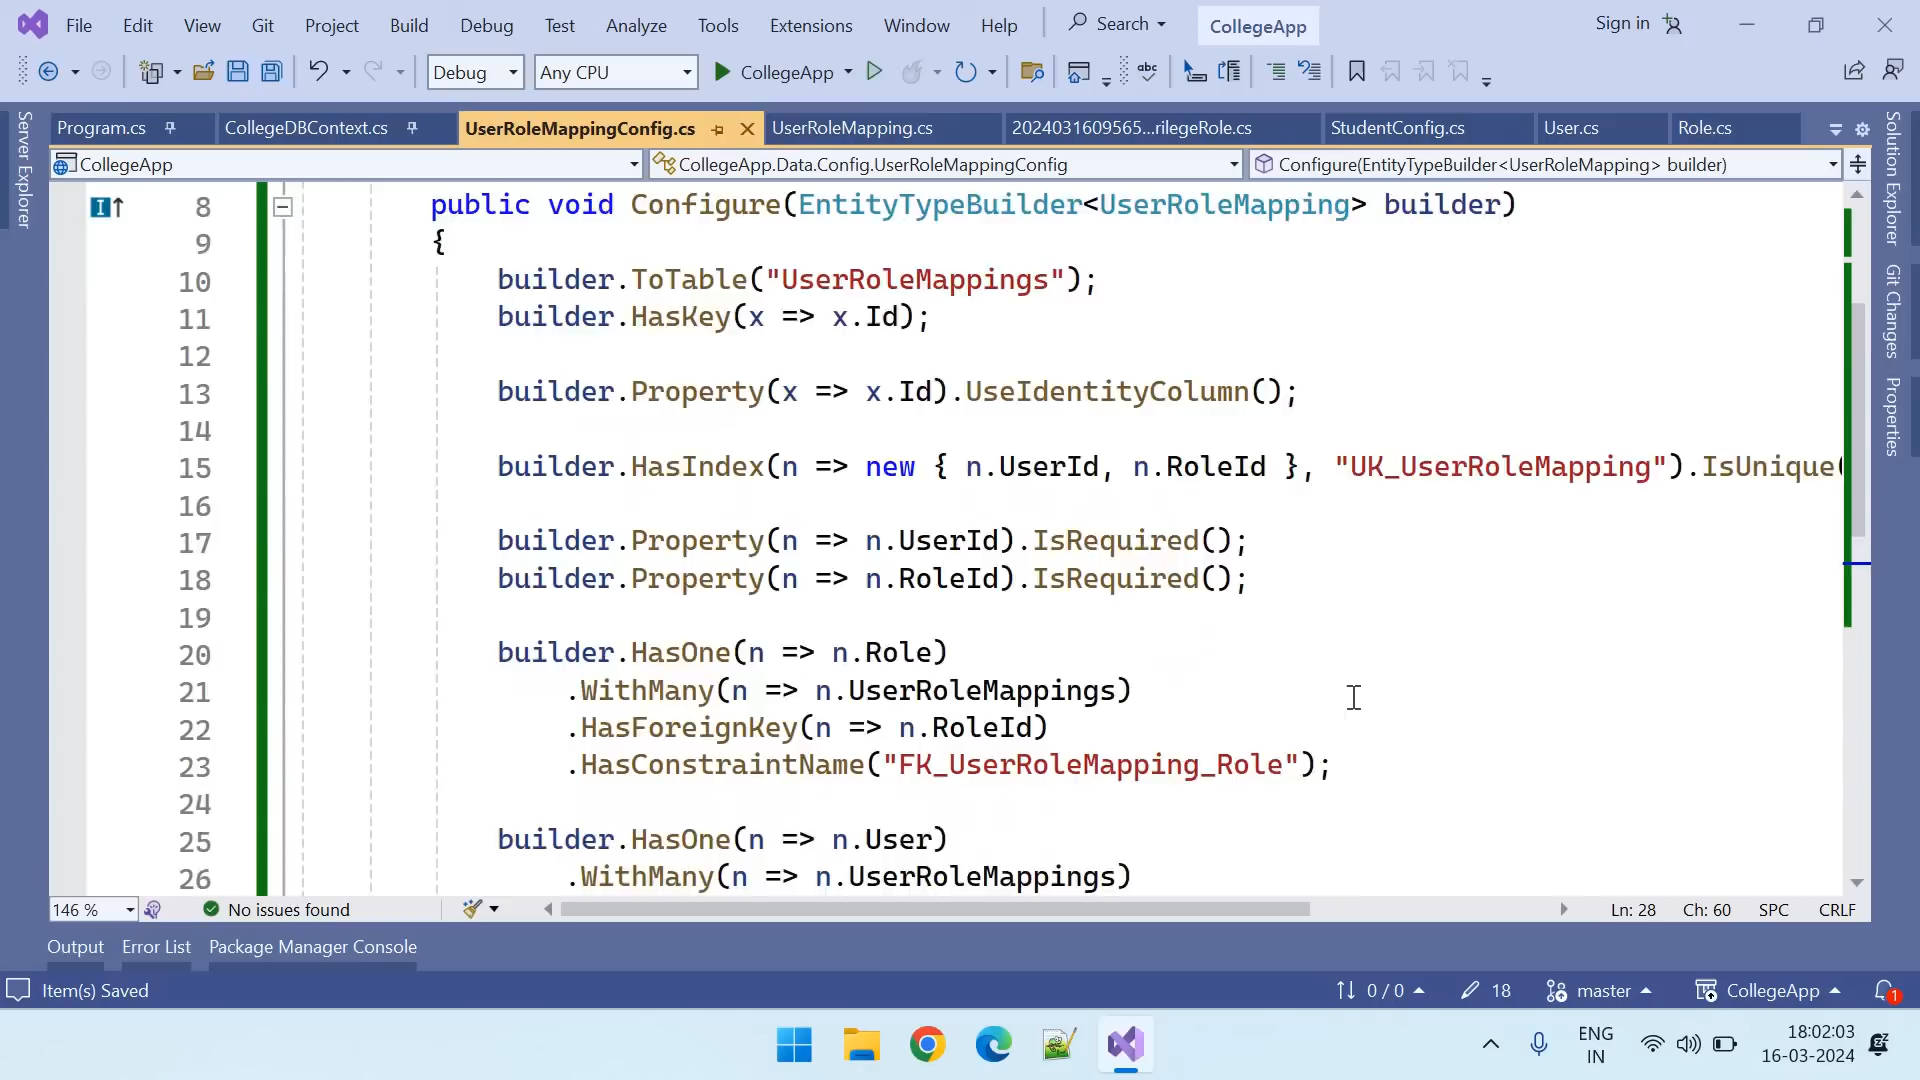 File Edit View Git Project Build Debug Test Analyze Tools Extensions Window Help Search CollegeApp Sign in
Debug Any CPU CollegeApp
Program.cs CollegeDBContext.cs UserRoleMappingConfig.cs UserRoleMapping.cs 2024031609565...rilegeRole.cs StudentConfig.cs User.cs Role.cs
CollegeApp CollegeApp.Data.Config.UserRoleMappingConfig Configure(EntityTypeBuilder<UserRoleMapping> builder)
Server Explorer
Solution Explorer
Git Changes
Properties
8 public void Configure(EntityTypeBuilder<UserRoleMapping> builder)
9 {
10 builder.ToTable("UserRoleMappings");
11 builder.HasKey(x => x.Id);
12
13 builder.Property(x => x.Id).UseIdentityColumn();
14
15 builder.HasIndex(n => new { n.UserId, n.RoleId }, "UK_UserRoleMapping").IsUnique(
16
17 builder.Property(n => n.UserId).IsRequired();
18 builder.Property(n => n.RoleId).IsRequired();
19
20 builder.HasOne(n => n.Role)
21 .WithMany(n => n.UserRoleMappings)
22 .HasForeignKey(n => n.RoleId)
23 .HasConstraintName("FK_UserRoleMapping_Role");
24
25 builder.HasOne(n => n.User)
26 .WithMany(n => n.UserRoleMappings)
146 % No issues found Ln: 28 Ch: 60 SPC CRLF
Output Error List Package Manager Console
Item(s) Saved 0 / 0 18 master CollegeApp 1
ENG 18:02:03
IN 16-03-2024